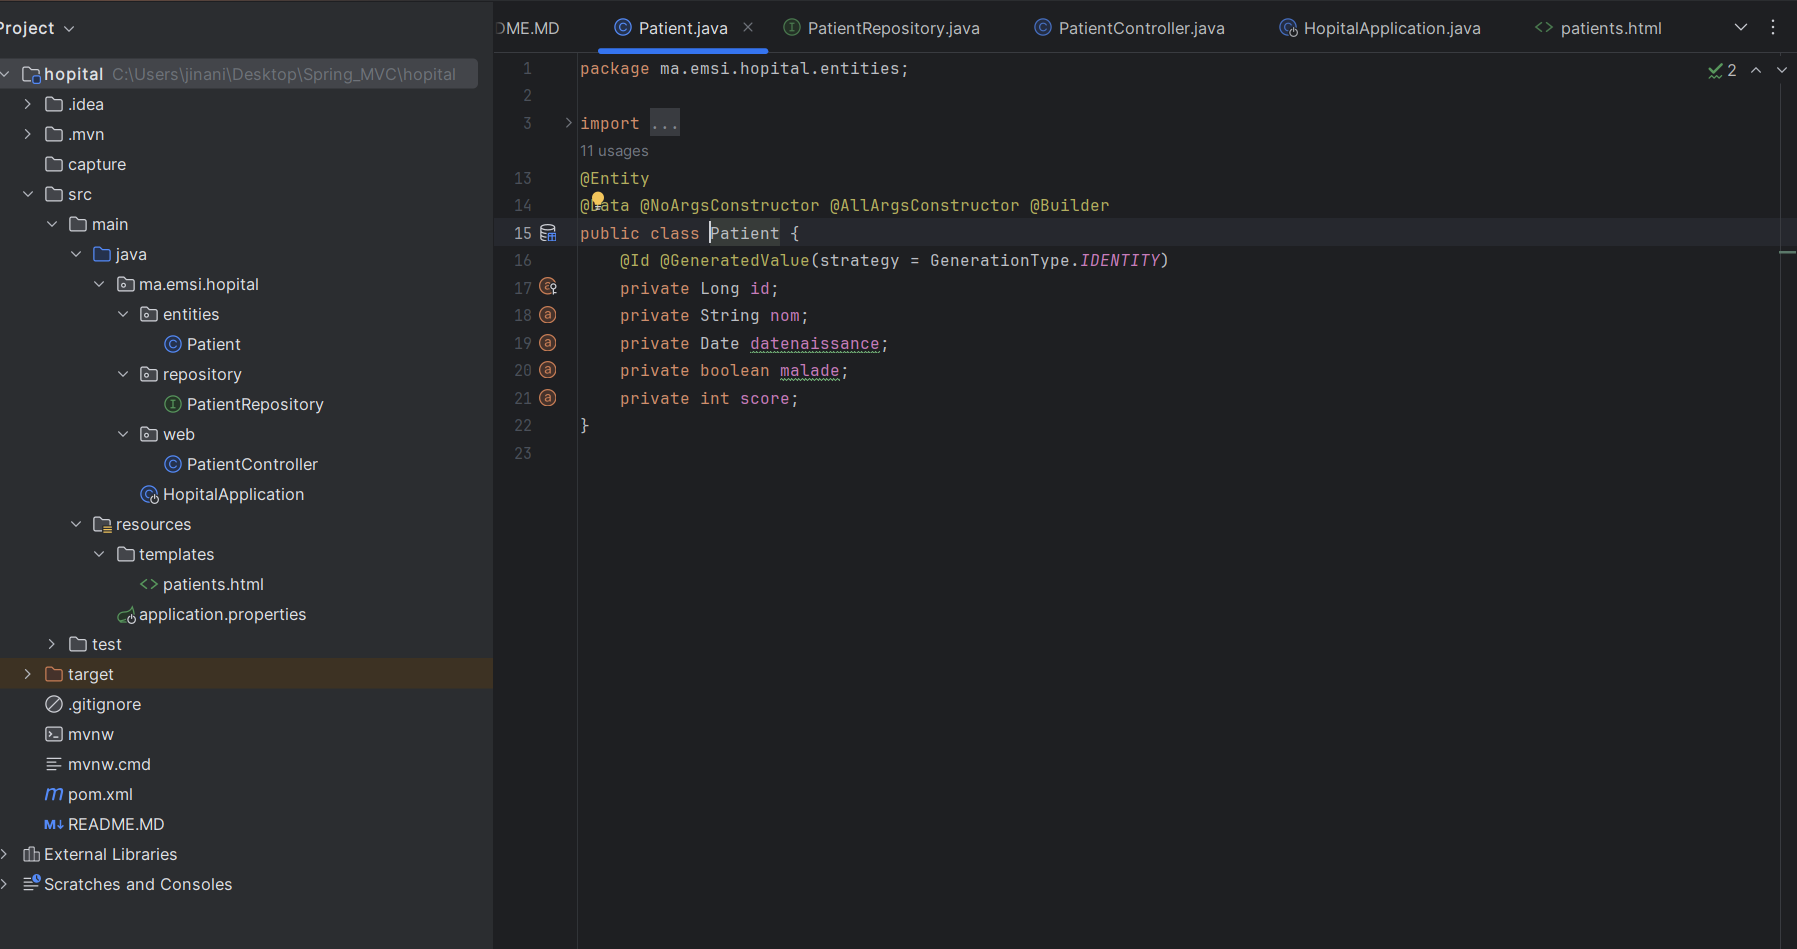 Project
hopital C:\Users\jinani\Desktop\Spring_MVC\hopital
.idea
.mvn
capture
src
main
java
ma.emsi.hopital
entities
Patient
repository
PatientRepository
web
PatientController
HopitalApplication
resources
templates
patients.html
application.properties
test
target
.gitignore
mvnw
mvnw.cmd
pom.xml
README.MD
External Libraries
Scratches and Consoles
DME.MD Patient.java PatientRepository.java PatientController.java HopitalApplication.java patients.html
2
1 package ma.emsi.hopital.entities;
2
3 import ...
11 usages
13 @Entity
14 @Data @NoArgsConstructor @AllArgsConstructor @Builder
15 public class Patient {
16 @Id @GeneratedValue(strategy = GenerationType.IDENTITY)
17 private Long id;
18 private String nom;
19 private Date datenaissance;
20 private boolean malade;
21 private int score;
22 }
23